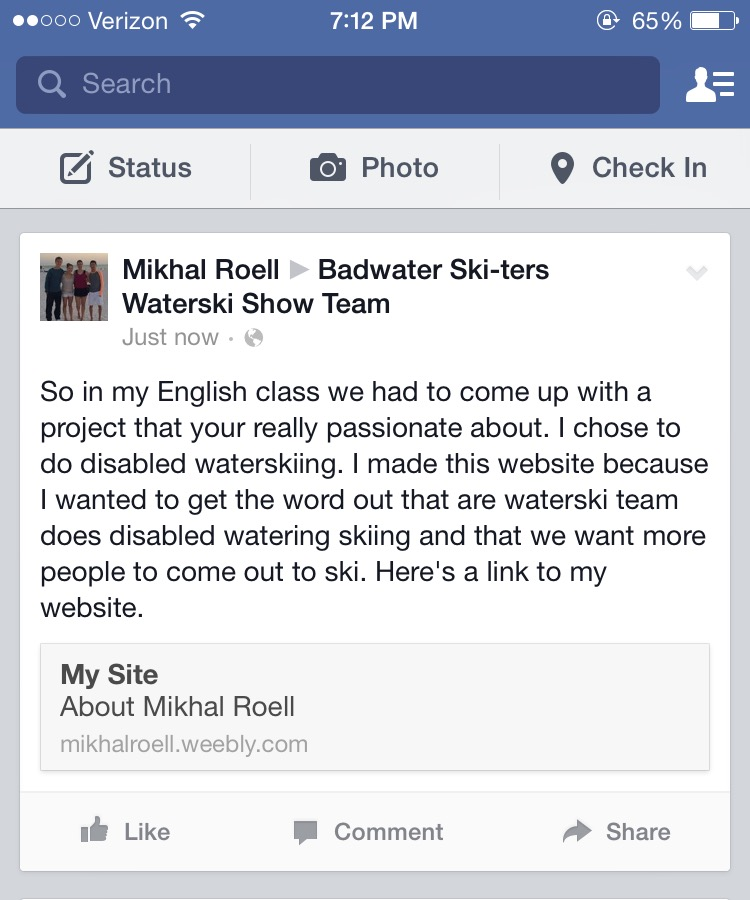 Verizon 7:12 PM 65%
Search
Status Photo Check In
Mikhal Roell ▶ Badwater Ski-ters
Waterski Show Team
Just now ·
So in my English class we had to come up with a
project that your really passionate about. I chose to
do disabled waterskiing. I made this website because
I wanted to get the word out that are waterski team
does disabled watering skiing and that we want more
people to come out to ski. Here's a link to my
website.
My Site
About Mikhal Roell
mikhalroell.weebly.com
Like Comment Share